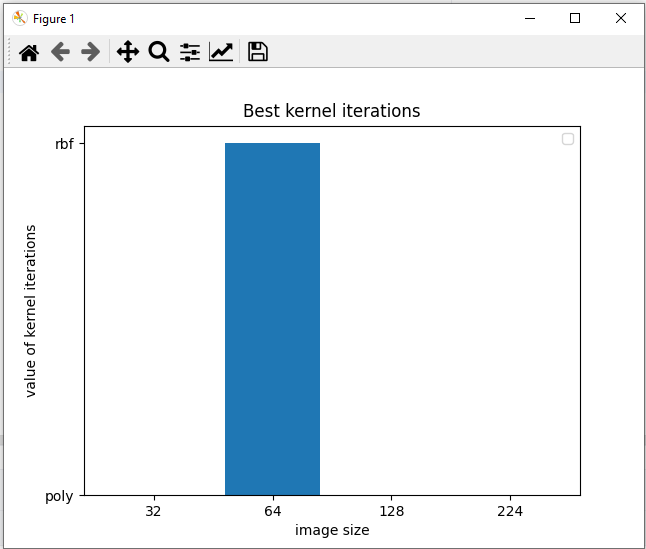 Figure 1
Best kernel iterations
rbf
value of kernel iterations
poly
32 64 128 224
image size